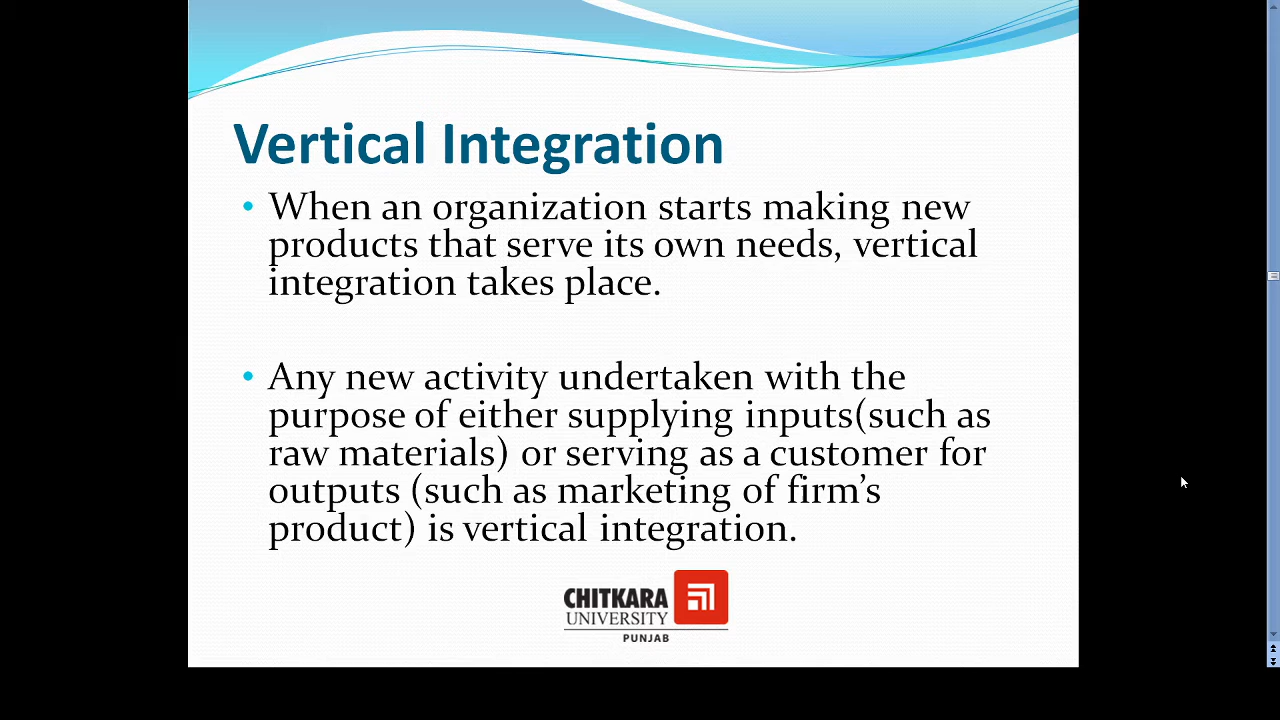 Vertical Integration
• When an organization starts making new
products that serve its own needs, vertical
integration takes place.
• Any new activity undertaken with the
purpose of either supplying inputs(such as
raw materials) or serving as a customer for
outputs (such as marketing of firm's
product) is vertical integration.
CHITKARA
UNIVERSITY
PUNJAB